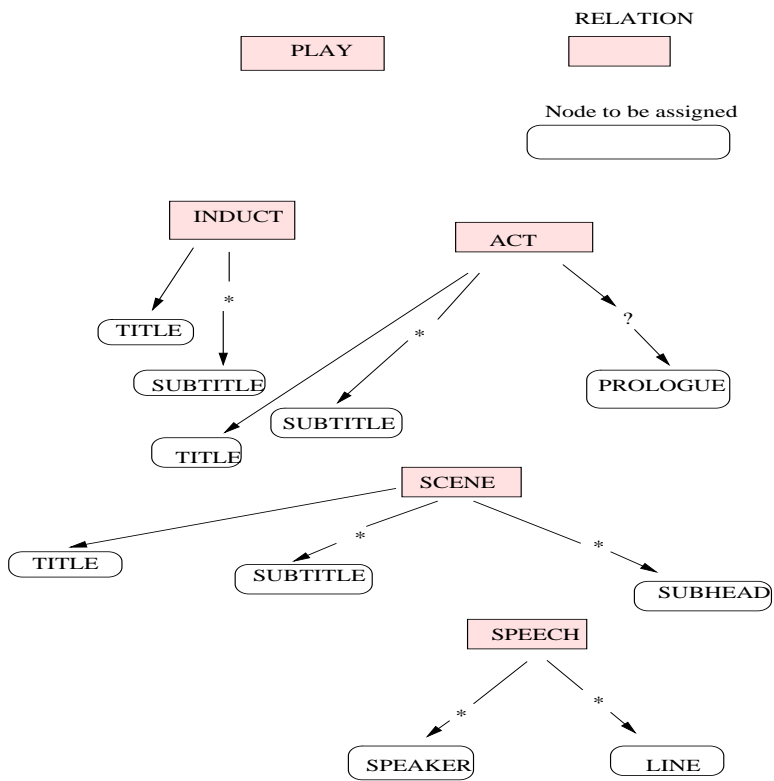 RELATION
PLAY
Node to be assigned
INDUCT
ACT
*
?
*
TITLE
SUBTITLE
PROLOGUE
SUBTITLE
TITLE
SCENE
*
*
TITLE
SUBTITLE
SUBHEAD
SPEECH
*
*
SPEAKER
LINE